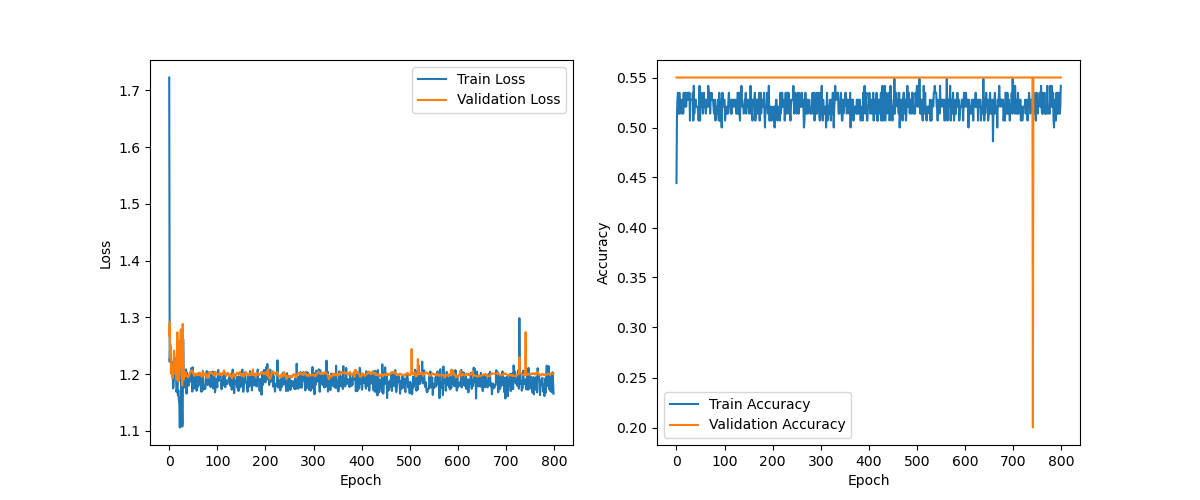 Train Loss
Validation Loss
1.7
1.6
1.5
1.4
1.3
1.2
1.1
Loss
0 100 200 300 400 500 600 700 800
Epoch
0.55
0.50
0.45
0.40
0.35
0.30
0.25
0.20
Accuracy
Train Accuracy
Validation Accuracy
0 100 200 300 400 500 600 700 800
Epoch